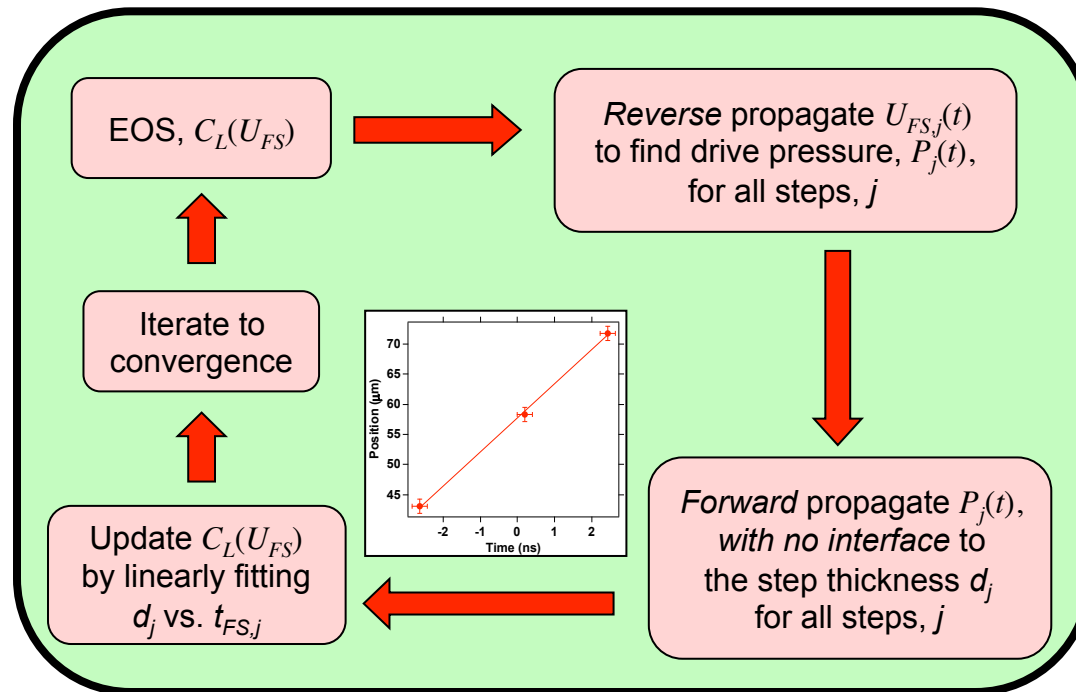 EOS, C_L(U_FS)
Reverse propagate U_FS,j(t)
to find drive pressure, P_j(t),
for all steps, j
Iterate to
convergence
Position (µm)
70
65
60
55
50
45
-2
-1
0
1
2
Time (ns)
Forward propagate P_j(t),
with no interface to
the step thickness d_j
for all steps, j
Update C_L(U_FS)
by linearly fitting
d_j vs. t_FS,j